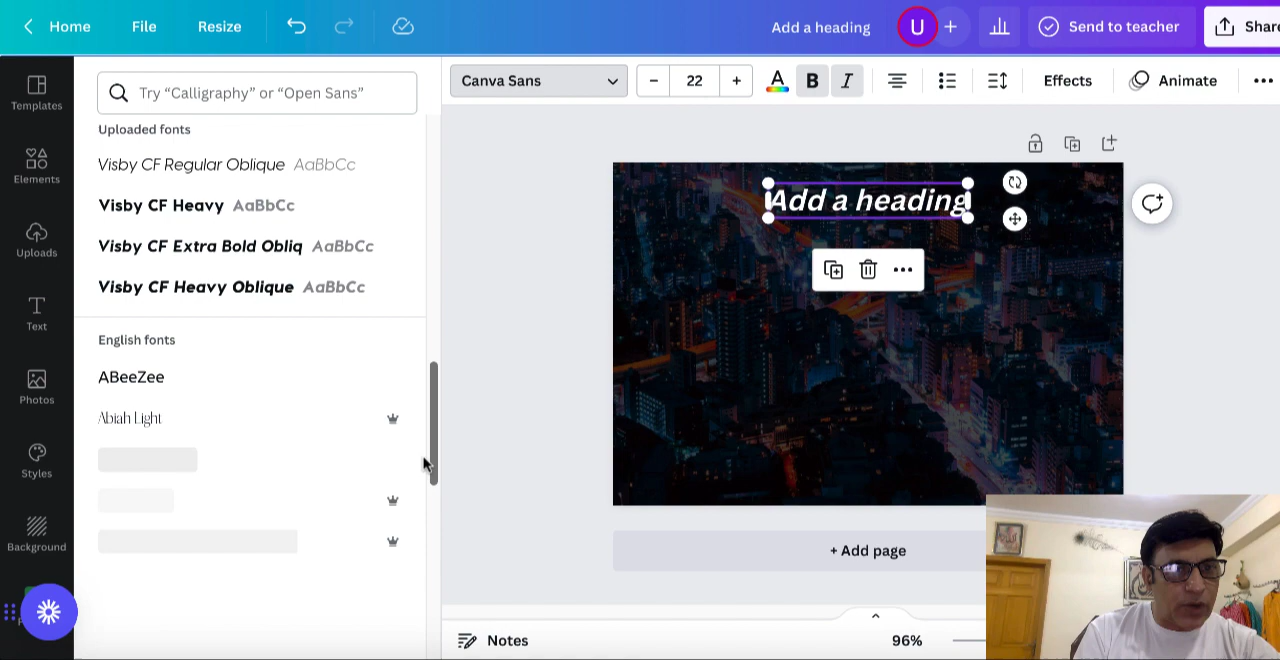 Home File Resize Add a heading U + Send to teacher Share
Try “Calligraphy” or “Open Sans” Canva Sans – 22 + A B I Effects Animate
Templates
Elements
Uploads
Text
Photos
Styles
Background
Uploaded fonts
Visby CF Regular Oblique AaBbCc
Visby CF Heavy AaBbCc
Visby CF Extra Bold Obliq AaBbCc
Visby CF Heavy Oblique AaBbCc
English fonts
ABeeZee
Abiah Light
Add a heading
+ Add page
Notes 96%